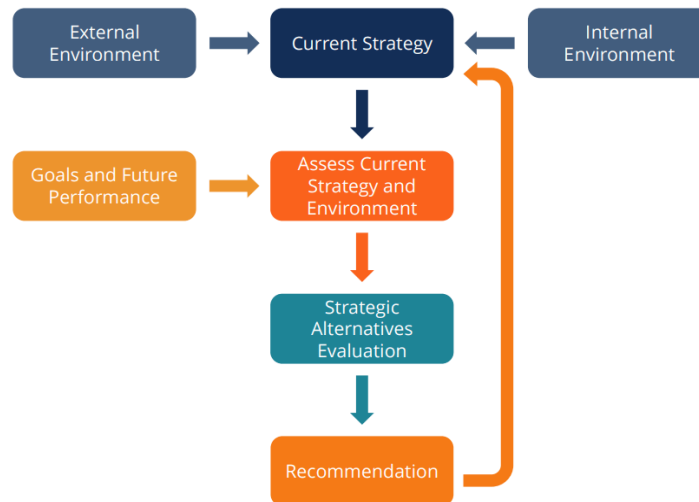 External
Environment
Current Strategy
Internal
Environment
Goals and Future
Performance
Assess Current
Strategy and
Environment
Strategic
Alternatives
Evaluation
Recommendation